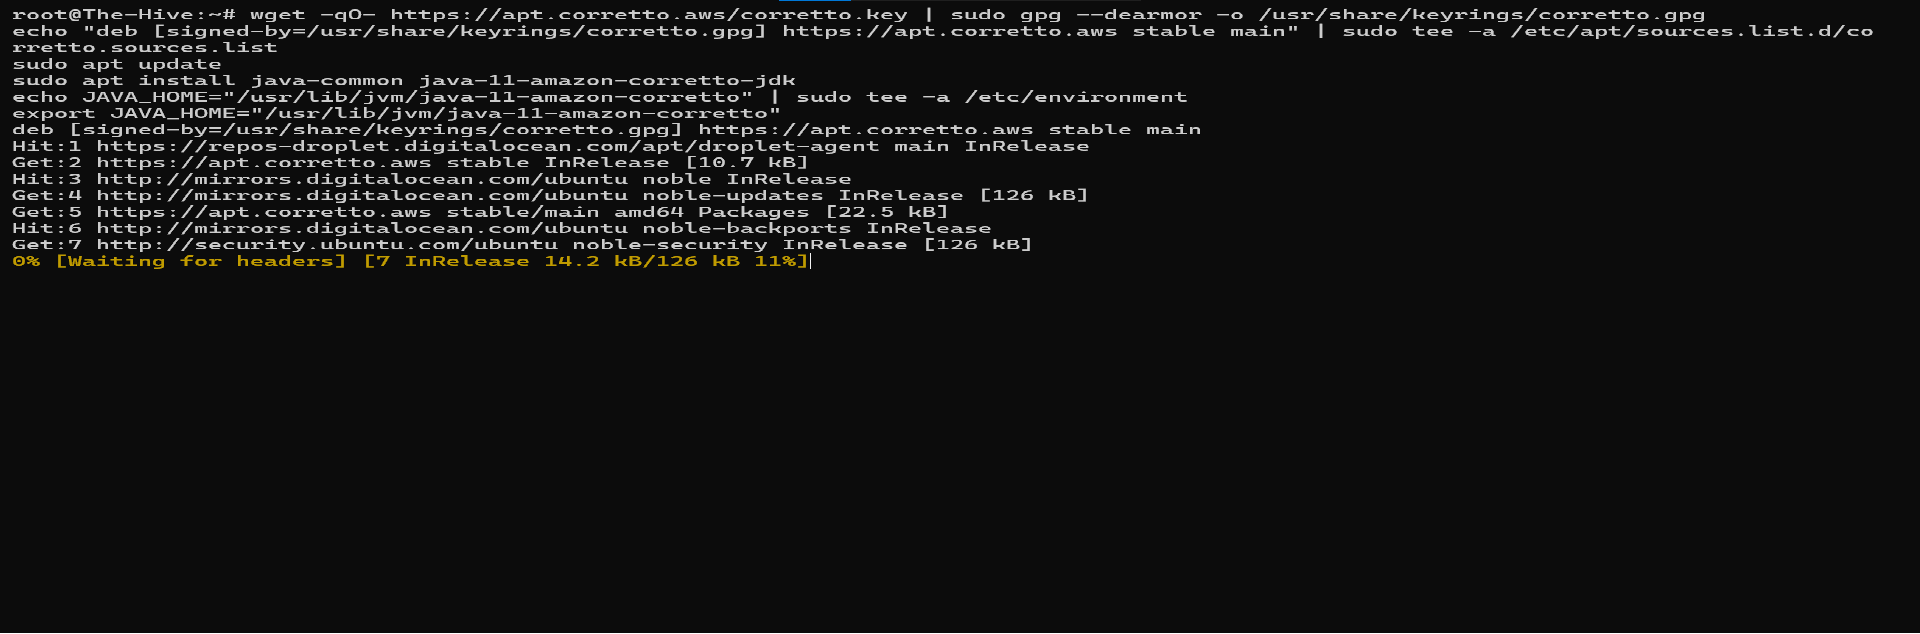 root@The-Hive:~# wget -qO- https://apt.corretto.aws/corretto.key | sudo gpg --dearmor -o /usr/share/keyrings/corretto.gpg
echo "deb [signed-by=/usr/share/keyrings/corretto.gpg] https://apt.corretto.aws stable main" | sudo tee -a /etc/apt/sources.list.d/co
rretto.sources.list
sudo apt update
sudo apt install java-common java-11-amazon-corretto-jdk
echo JAVA_HOME="/usr/lib/jvm/java-11-amazon-corretto" | sudo tee -a /etc/environment
export JAVA_HOME="/usr/lib/jvm/java-11-amazon-corretto"
deb [signed-by=/usr/share/keyrings/corretto.gpg] https://apt.corretto.aws stable main
Hit:1 https://repos-droplet.digitalocean.com/apt/droplet-agent main InRelease
Get:2 https://apt.corretto.aws stable InRelease [10.7 kB]
Hit:3 http://mirrors.digitalocean.com/ubuntu noble InRelease
Get:4 http://mirrors.digitalocean.com/ubuntu noble-updates InRelease [126 kB]
Get:5 https://apt.corretto.aws stable/main amd64 Packages [22.5 kB]
Hit:6 http://mirrors.digitalocean.com/ubuntu noble-backports InRelease
Get:7 http://security.ubuntu.com/ubuntu noble-security InRelease [126 kB]
0% [Waiting for headers] [7 InRelease 14.2 kB/126 kB 11%]